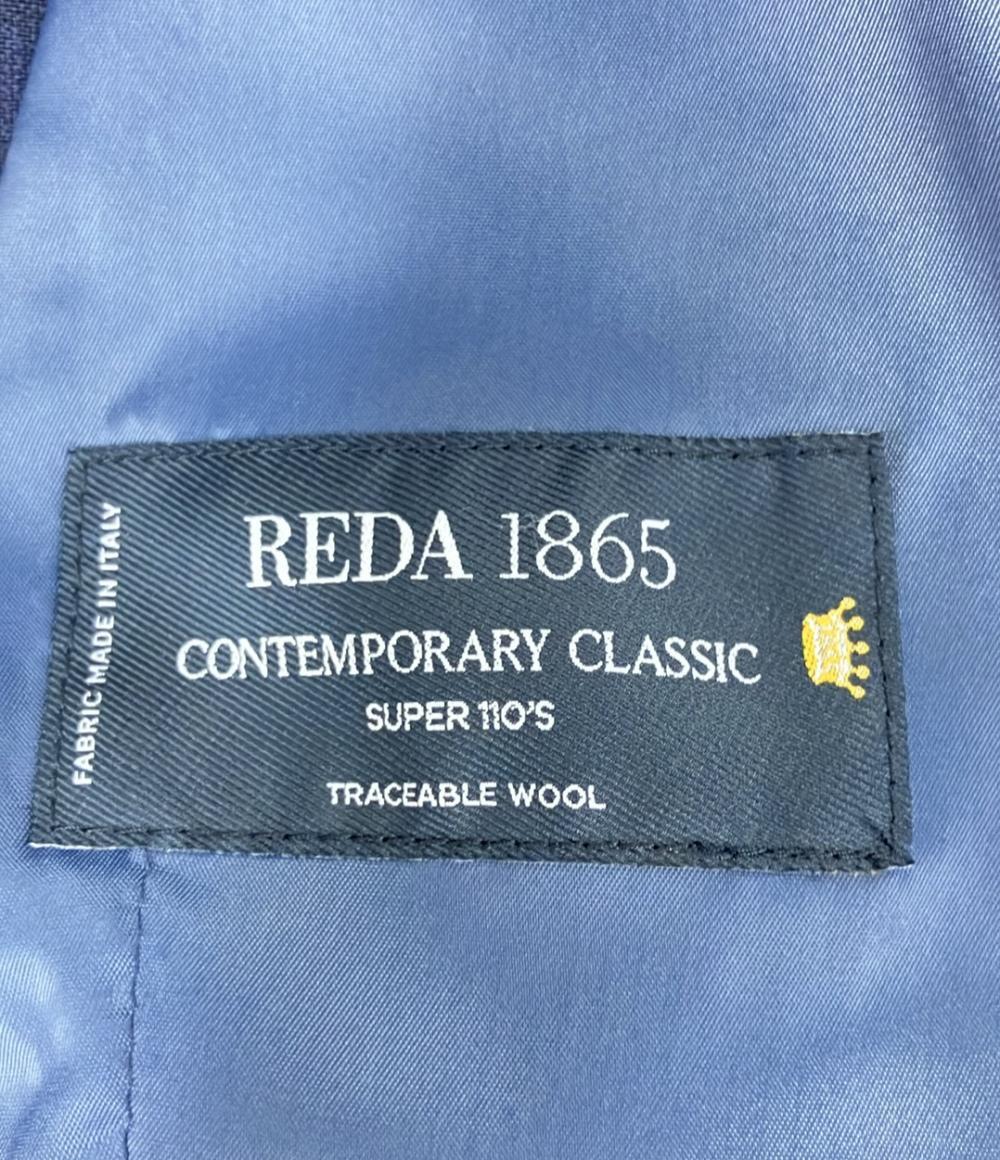 REDA 1865
CONTEMPORARY CLASSIC
SUPER 110'S
TRACEABLE WOOL
FABRIC MADE IN ITALY